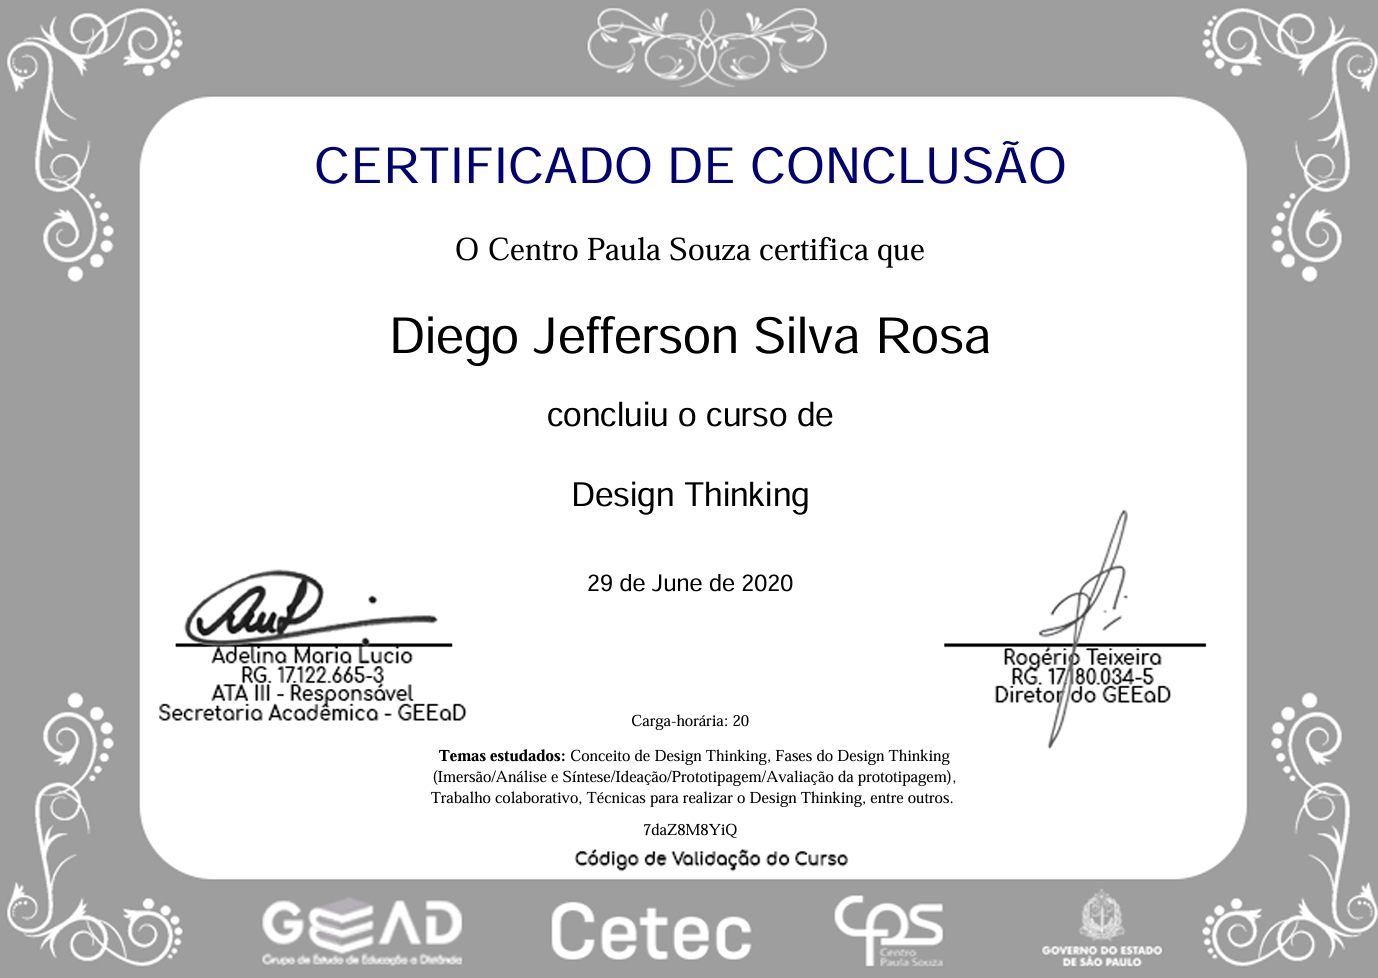 CERTIFICADO DE CONCLUSÃO
O Centro Paula Souza certifica que
Diego Jefferson Silva Rosa
concluiu o curso de
Design Thinking
29 de June de 2020
Adelina Maria Lucio
RG. 17.122.665-3
ATA III - Responsável
Secretaria Acadêmica - GEEaD
Rogério Teixeira
RG. 17.180.034-5
Diretor do GEEaD
Carga-horária: 20
Temas estudados: Conceito de Design Thinking, Fases do Design Thinking
(Imersão/Análise e Síntese/Ideação/Prototipagem/Avaliação da prototipagem),
Trabalho colaborativo, Técnicas para realizar o Design Thinking, entre outros.
7daZ8M8YiQ
Código de Validação do Curso
GEEAD
Grupo de Estudo de Educação a Distância
Cetec
CPS
Centro
Paula Souza
GOVERNO DO ESTADO
DE SÃO PAULO